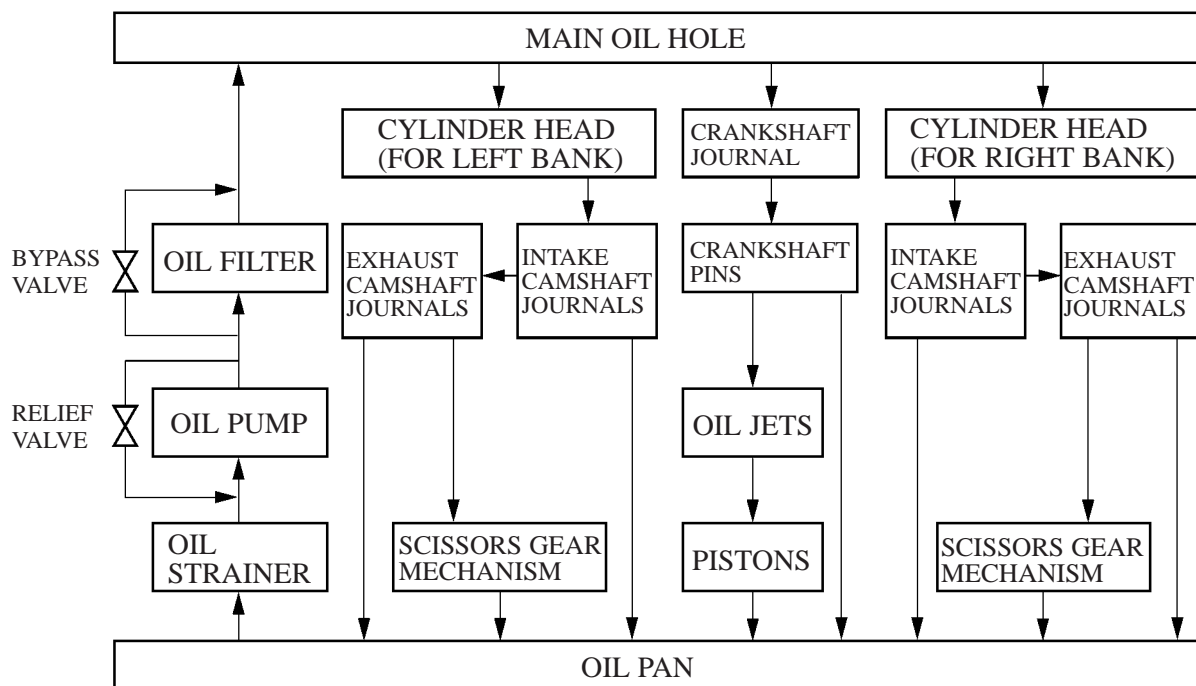 MAIN OIL HOLE
CYLINDER HEAD
(FOR LEFT BANK)
CRANKSHAFT
JOURNAL
CYLINDER HEAD
(FOR RIGHT BANK)
BYPASS
VALVE
OIL FILTER
EXHAUST
CAMSHAFT
JOURNALS
INTAKE
CAMSHAFT
JOURNALS
CRANKSHAFT
PINS
INTAKE
CAMSHAFT
JOURNALS
EXHAUST
CAMSHAFT
JOURNALS
RELIEF
VALVE
OIL PUMP
OIL JETS
OIL
STRAINER
SCISSORS GEAR
MECHANISM
PISTONS
SCISSORS GEAR
MECHANISM
OIL PAN